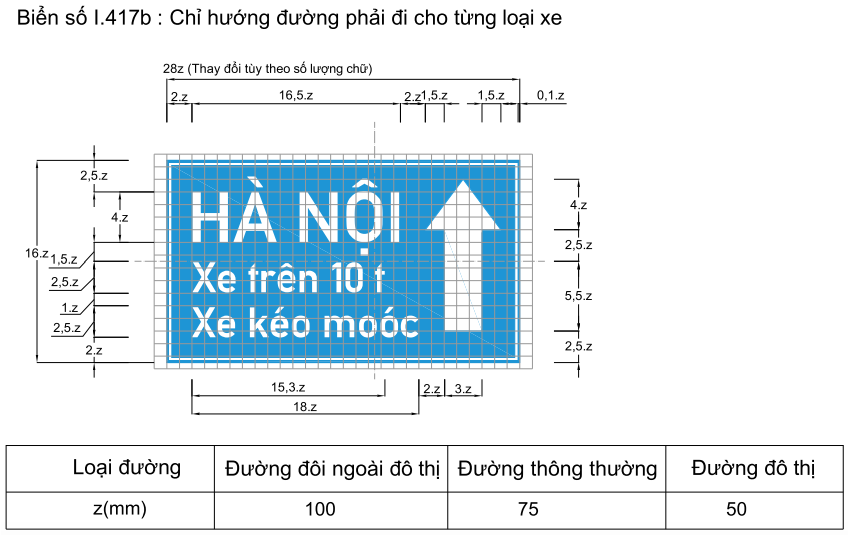 Biển số I.417b : Chỉ hướng đường phải đi cho từng loại xe
28z (Thay đổi tùy theo số lượng chữ)
2.z 16,5.z 2.z 1,5.z 1,5.z 0,1.z
2,5.z
4.z
16.z
1,5.z
2,5.z
1.z
2,5.z
2.z
HÀ NỘI
Xe trên 10 t
Xe kéo moóc
4.z
2,5.z
5,5.z
2,5.z
15,3.z 2.z 3.z
18.z
Loại đường Đường đôi ngoài đô thị Đường thông thường Đường đô thị
z(mm) 100 75 50